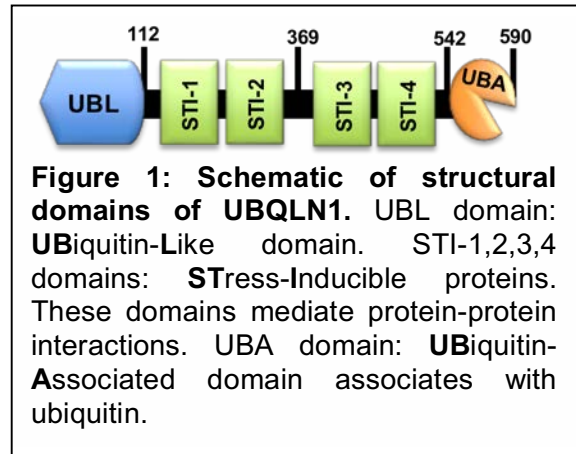 112 369 542 590
UBL STI-1 STI-2 STI-3 STI-4 UBA
Figure 1: Schematic of structural
domains of UBQLN1. UBL domain:
UBiquitin-Like domain. STI-1,2,3,4
domains: STress-Inducible proteins.
These domains mediate protein-protein
interactions. UBA domain: UBiquitin-
Associated domain associates with
ubiquitin.